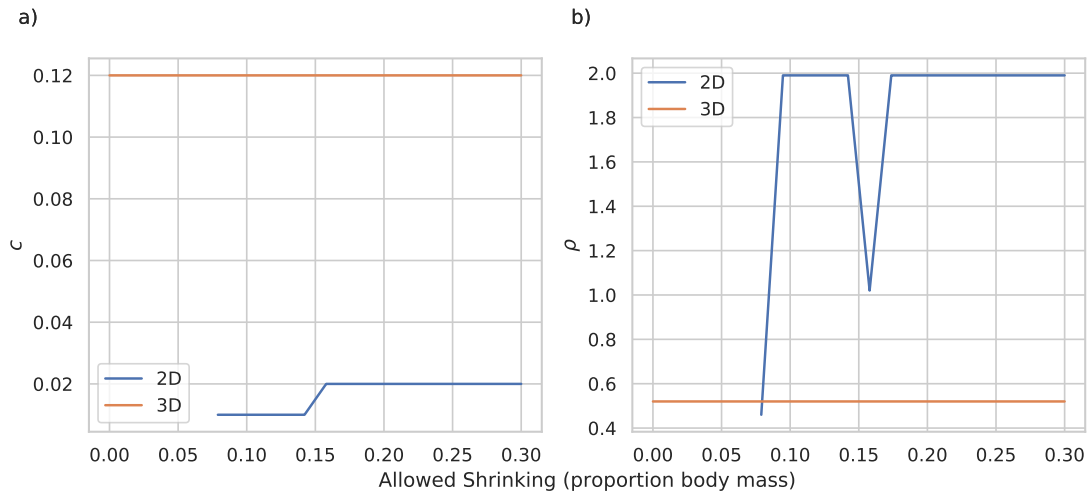 a)
0.12
0.10
0.08
0.06
0.04
0.02
c
2D
3D
0.00 0.05 0.10 0.15 0.20 0.25 0.30
b)
2.0
1.8
1.6
1.4
1.2
1.0
0.8
0.6
0.4
ρ
2D
3D
0.00 0.05 0.10 0.15 0.20 0.25 0.30
Allowed Shrinking (proportion body mass)